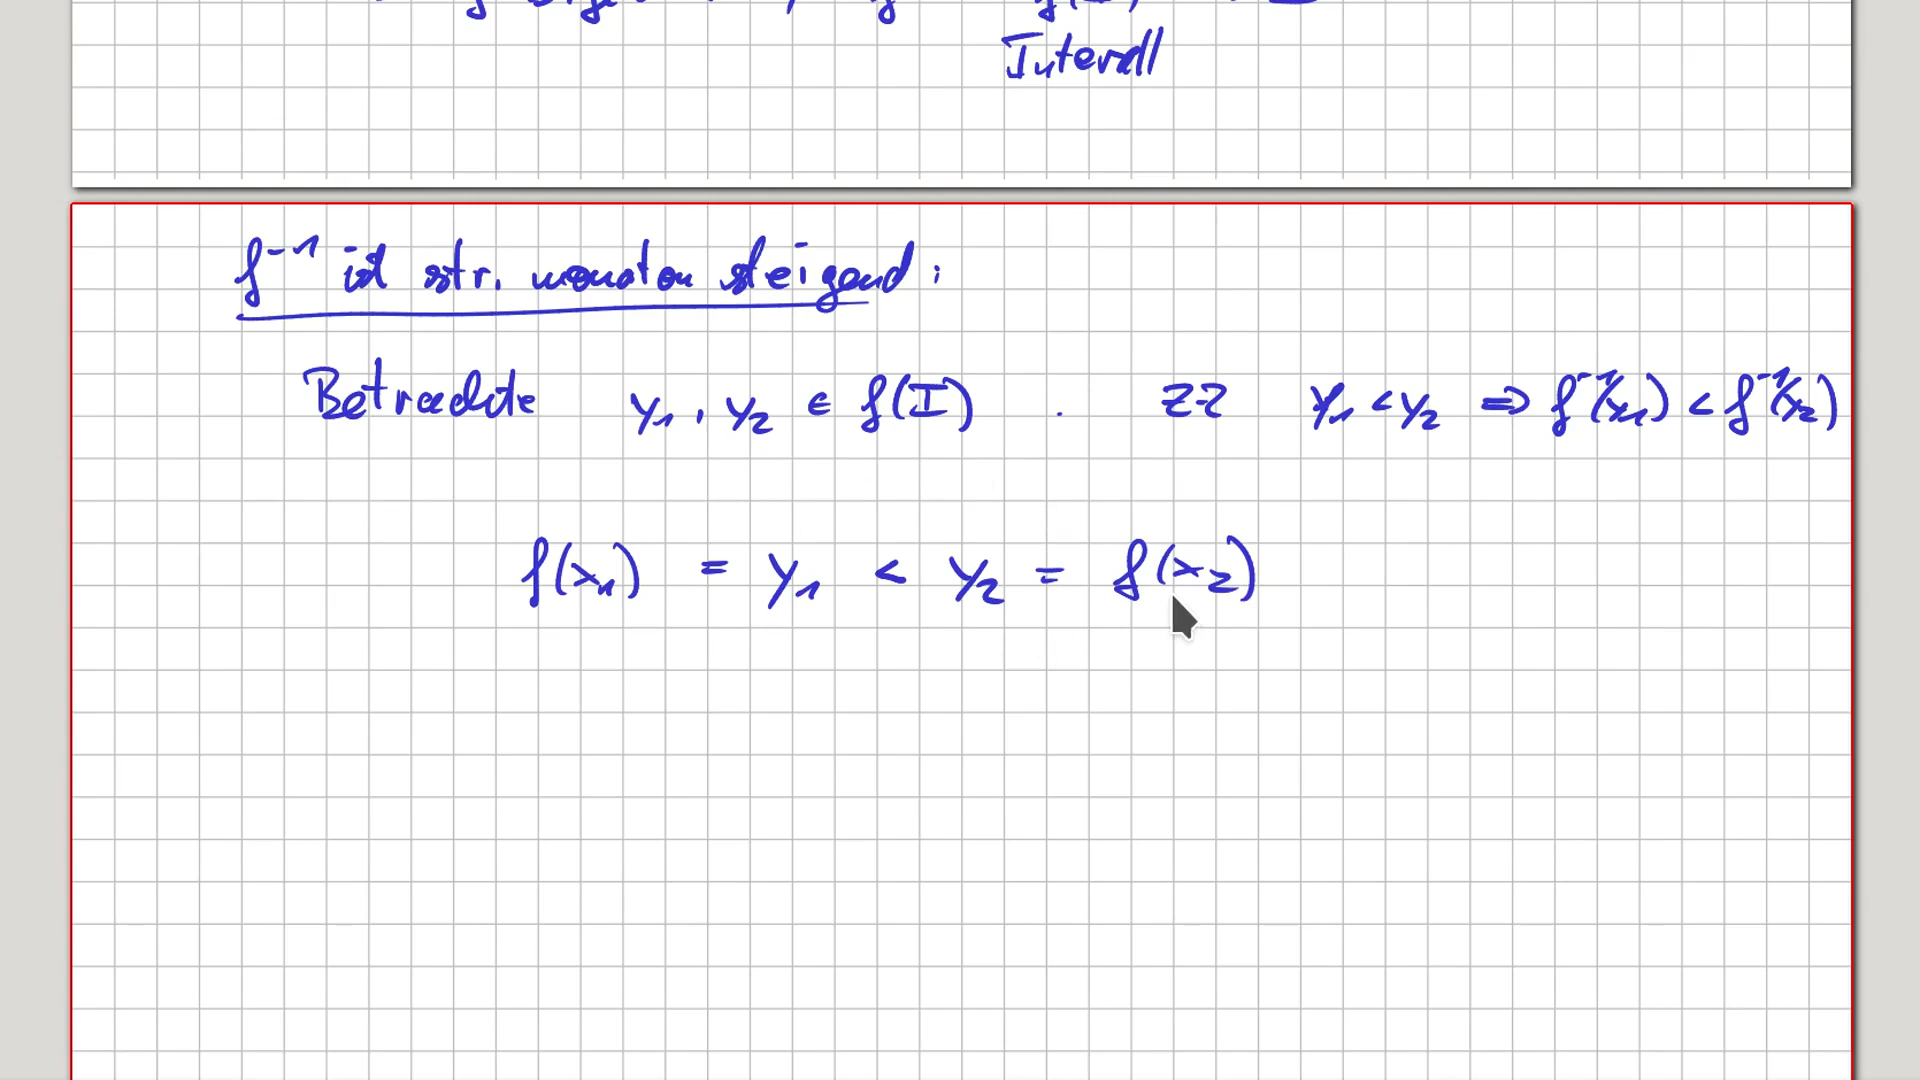 Intervall
f⁻¹ ist str. monoton steigend :
Betrachte y₁ , y₂ ∈ f(I) . ZZ y₁ < y₂ ⇒ f⁻¹(y₁) < f⁻¹(y₂)
f(x₁) = y₁ < y₂ = f(x₂)